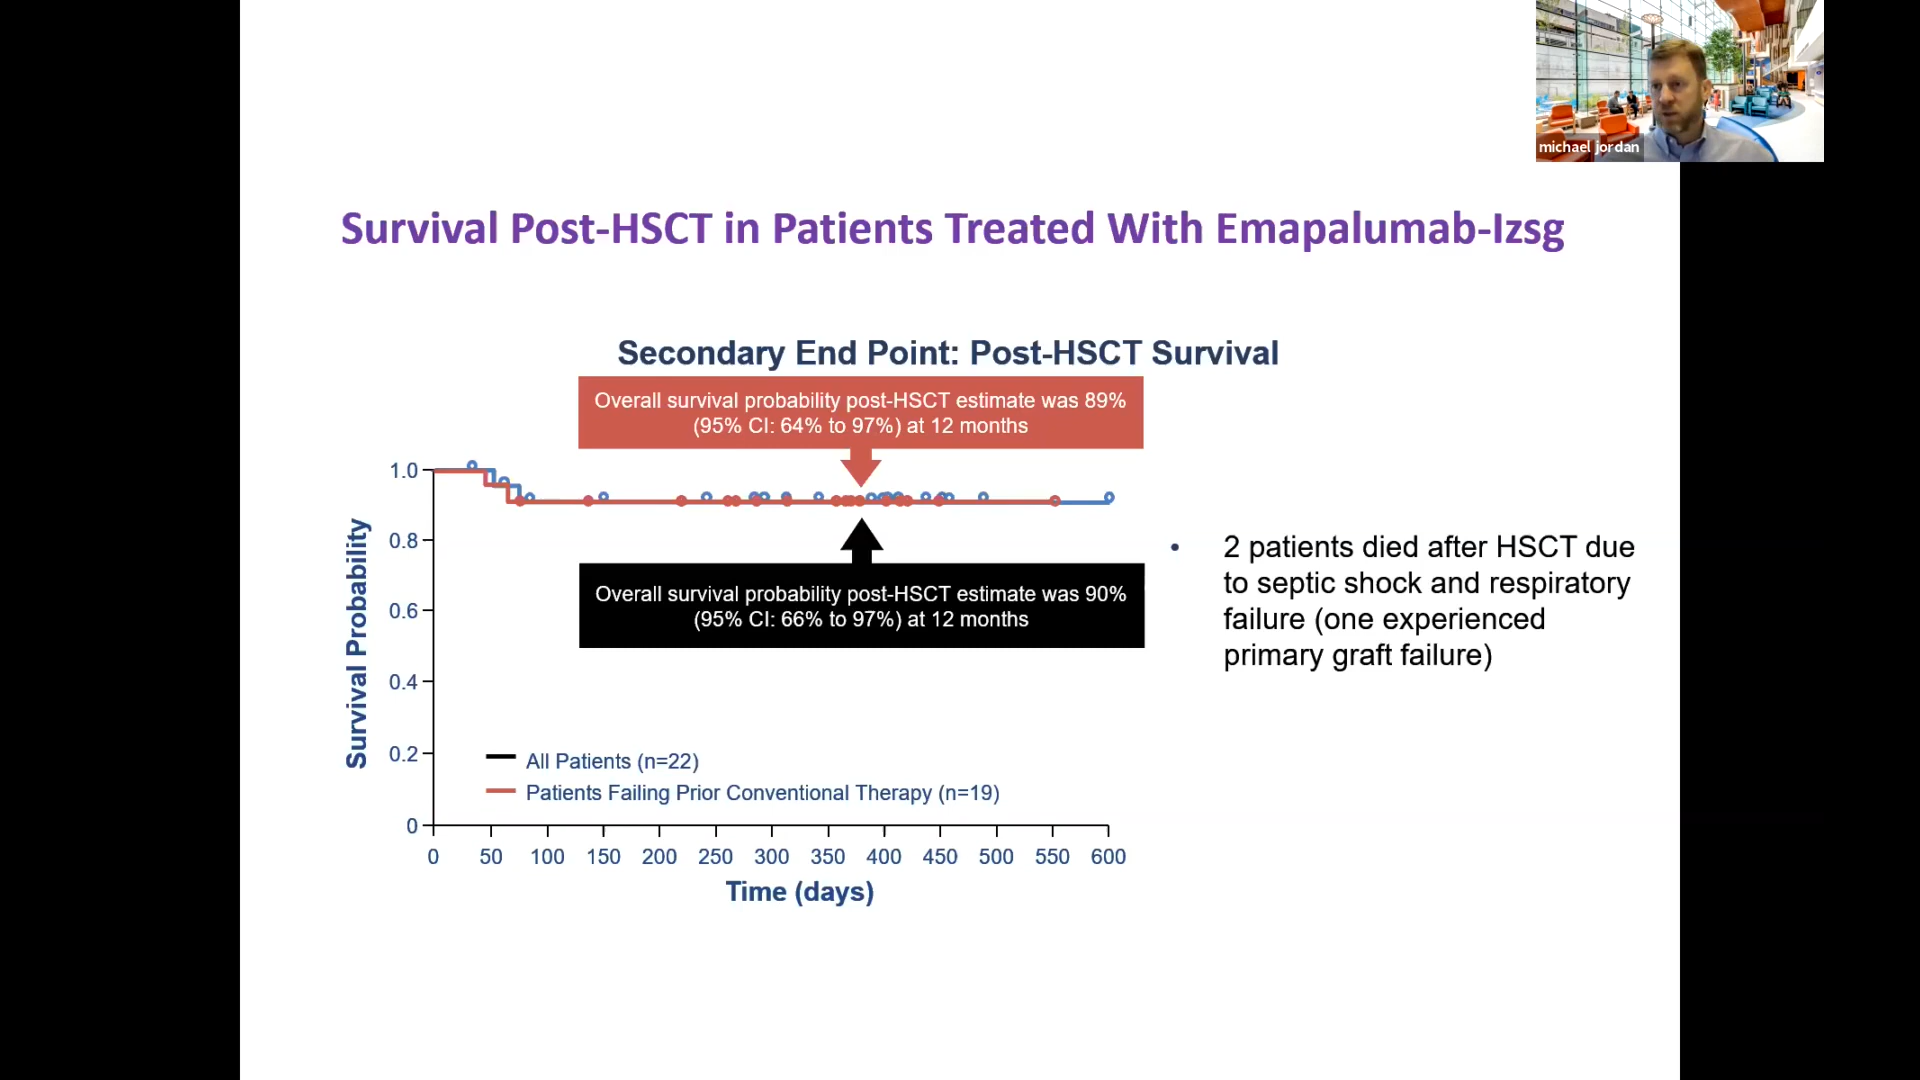 michael jordan
Survival Post-HSCT in Patients Treated With Emapalumab-Izsg
Secondary End Point: Post-HSCT Survival
Overall survival probability post-HSCT estimate was 89%
(95% CI: 64% to 97%) at 12 months
1.0
0.8
0.6
0.4
0.2
0
Survival Probability
Overall survival probability post-HSCT estimate was 90%
(95% CI: 66% to 97%) at 12 months
All Patients (n=22)
Patients Failing Prior Conventional Therapy (n=19)
0 50 100 150 200 250 300 350 400 450 500 550 600
Time (days)
• 2 patients died after HSCT due
to septic shock and respiratory
failure (one experienced
primary graft failure)